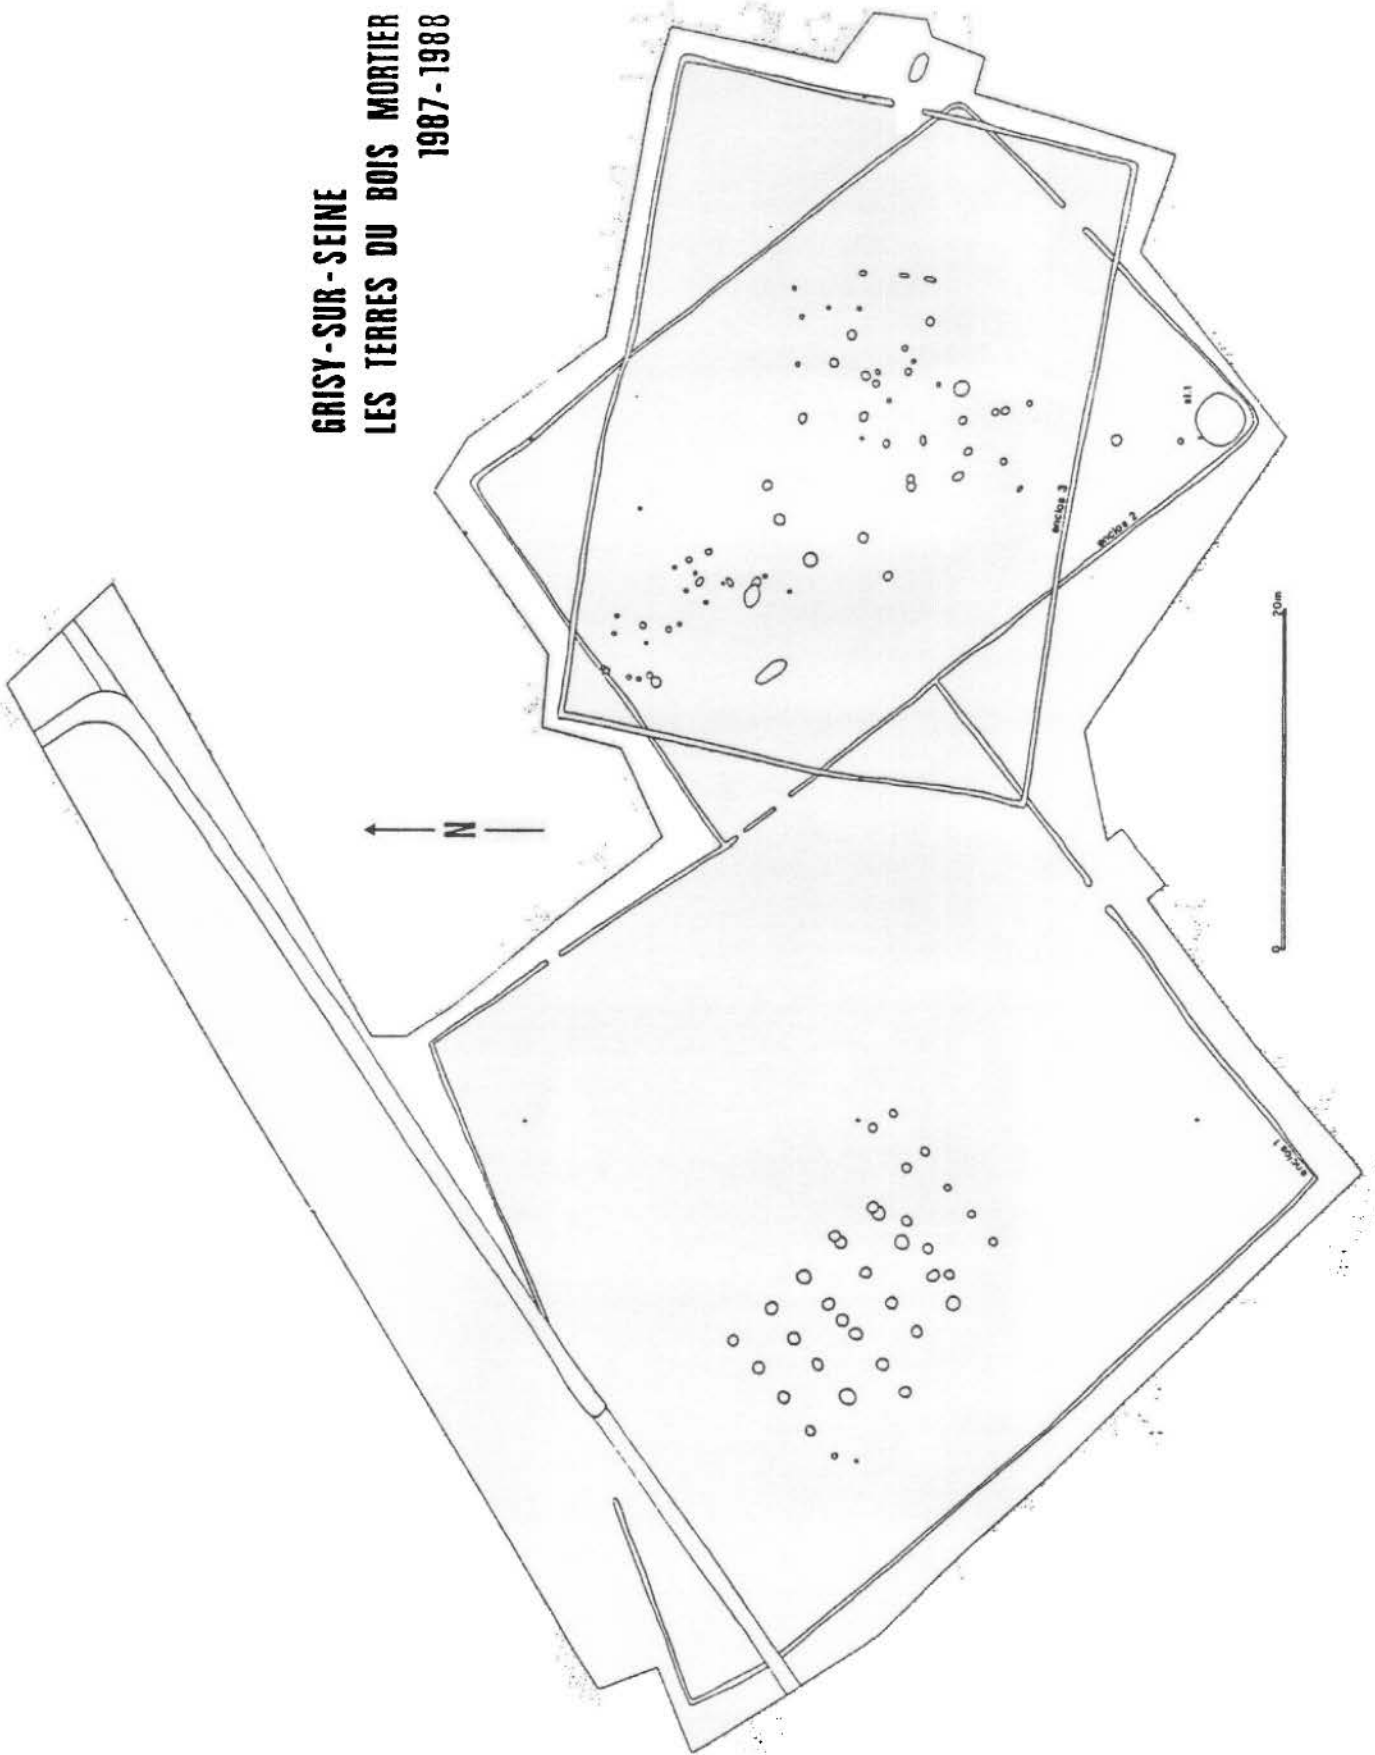 GRISY-SUR-SEINE
LES TERRES DU BOIS MORTIER
1987-1988
N
st.1
enclos 3
enclos 2
enclos 1
0 20m